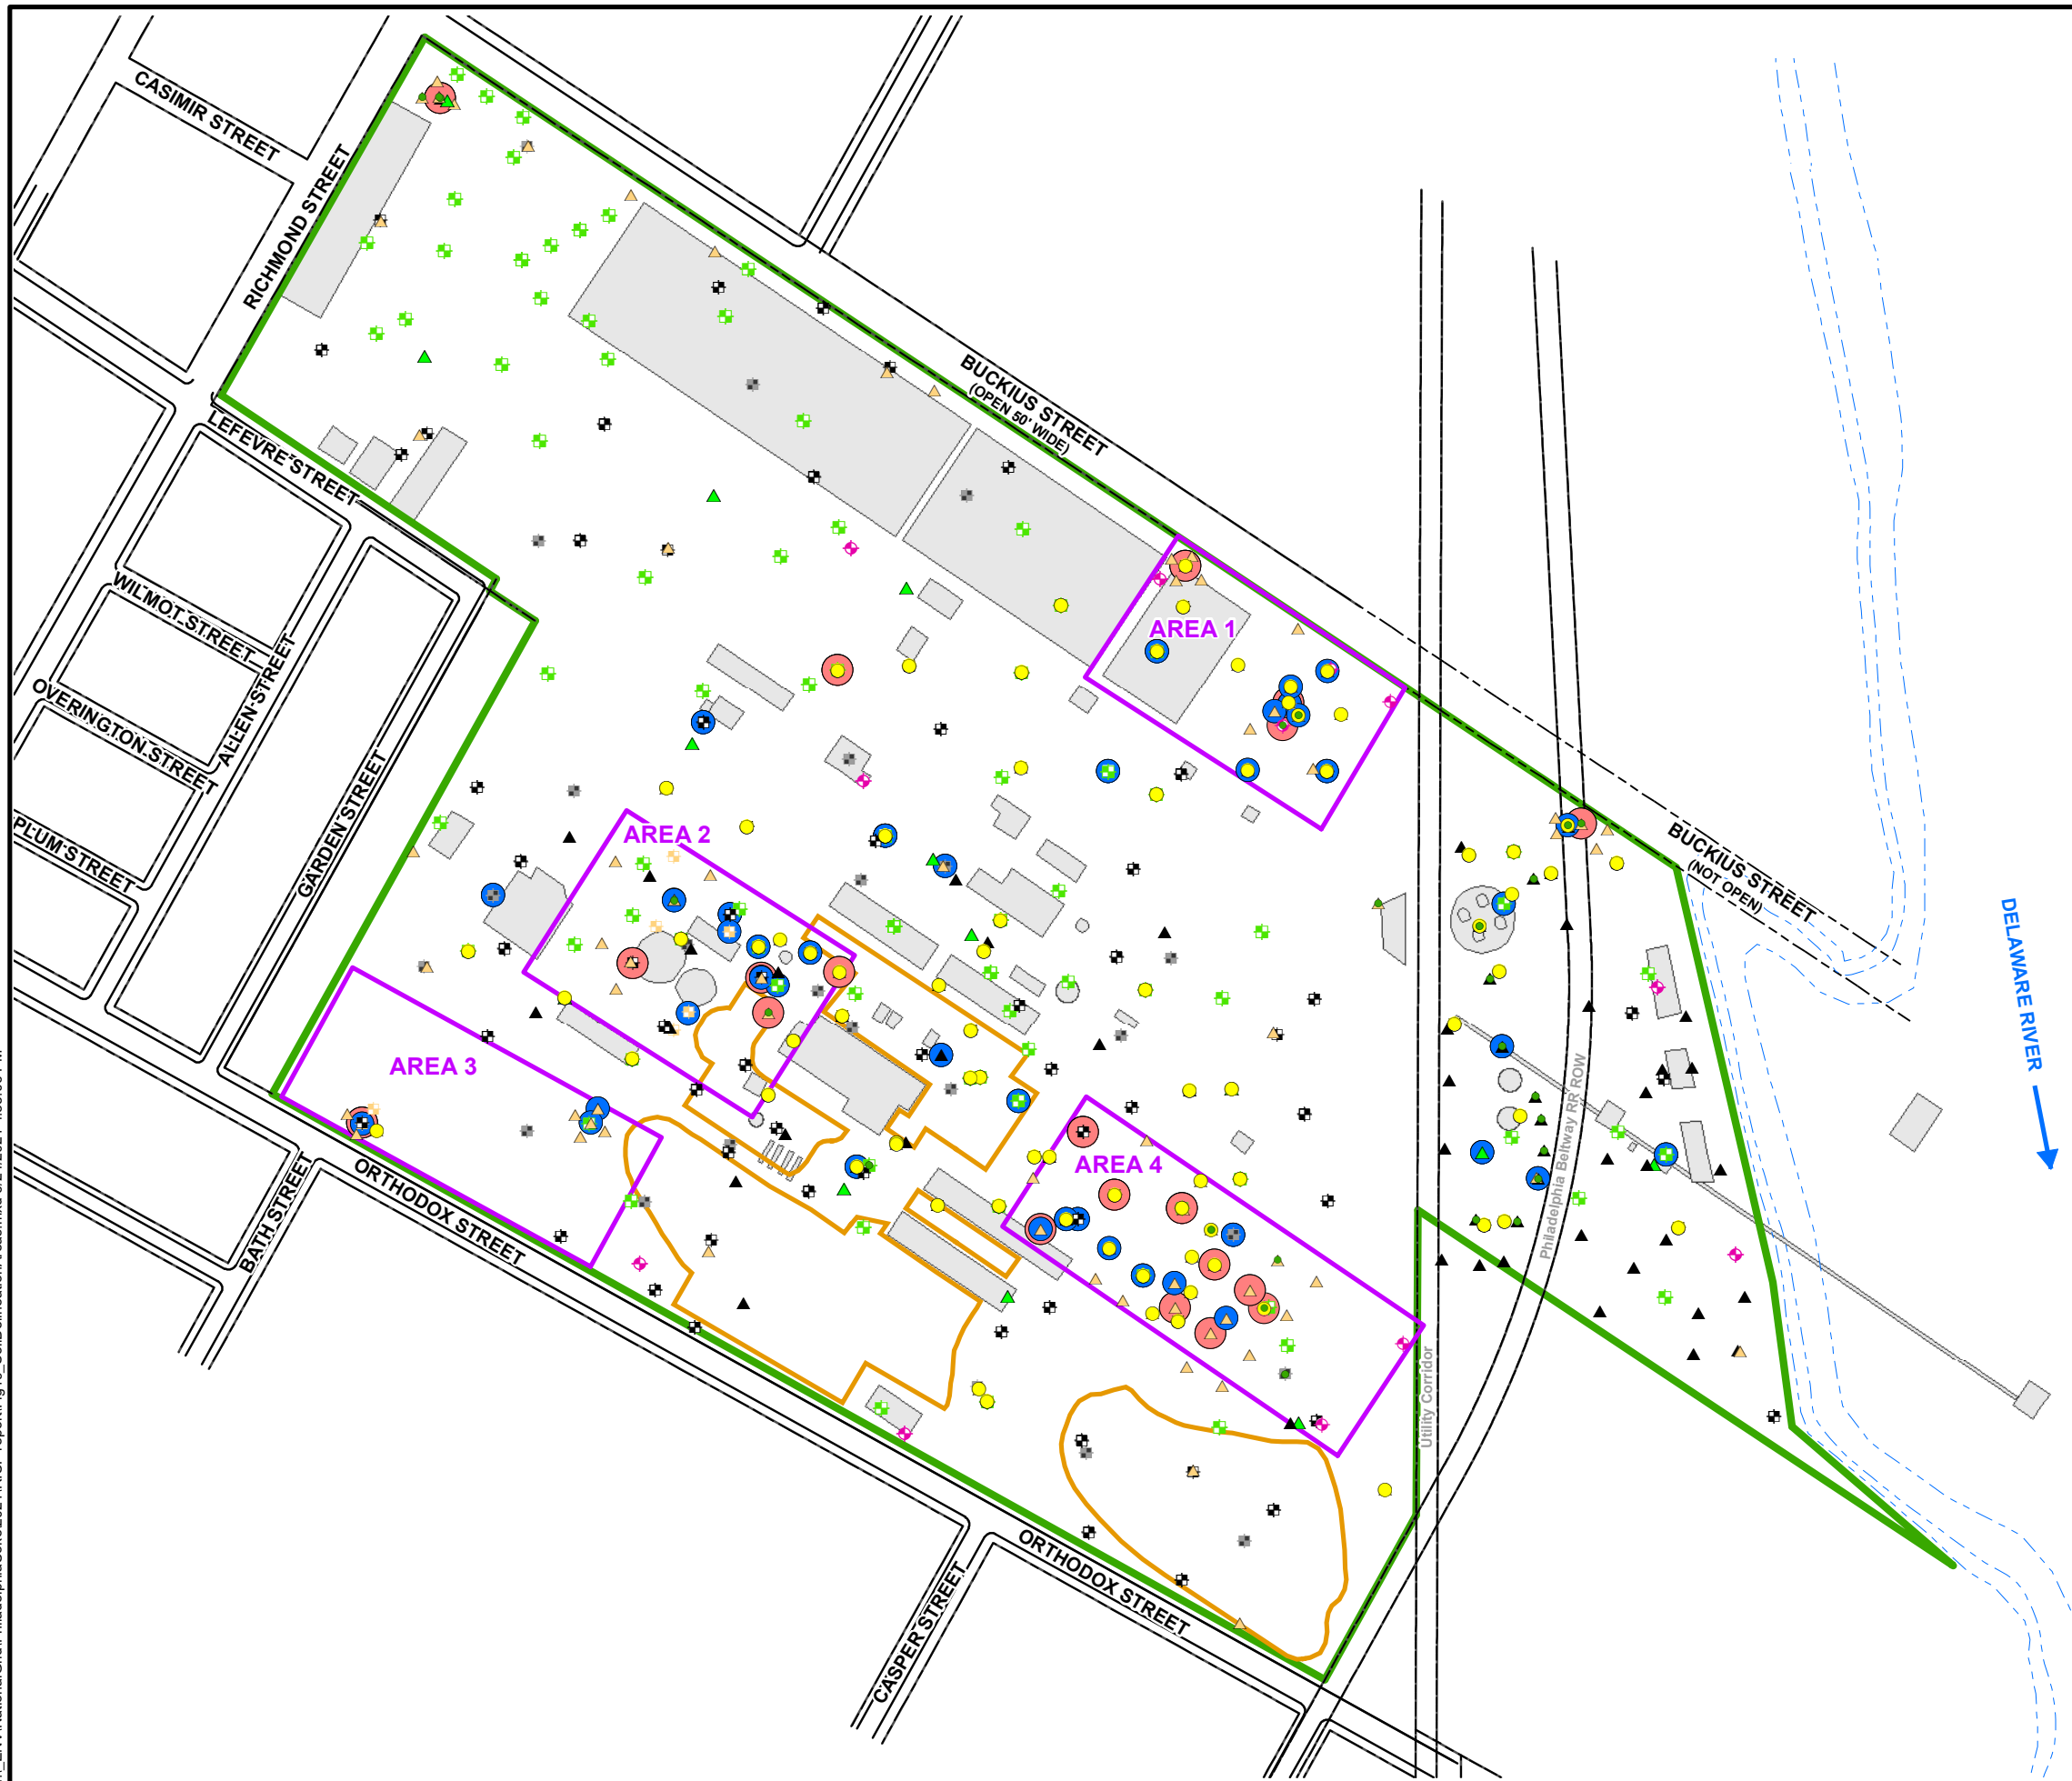 CASIMIR STREET
RICHMOND STREET
BUCKIUS STREET
(OPEN 50' WIDE)
LEFEVRE STREET
WILMOT STREET
AREA 1
ALLEN STREET
OVERINGTON STREET
GARDEN STREET
PLUM STREET
AREA 2
BUCKIUS STREET
(NOT OPEN)
DELAWARE RIVER
AREA 3
AREA 4
Philadelphia Beltway RR ROW
BATH STREET
ORTHODOX STREET
Utility Corridor
ORTHODOX STREET
CASPER STREET